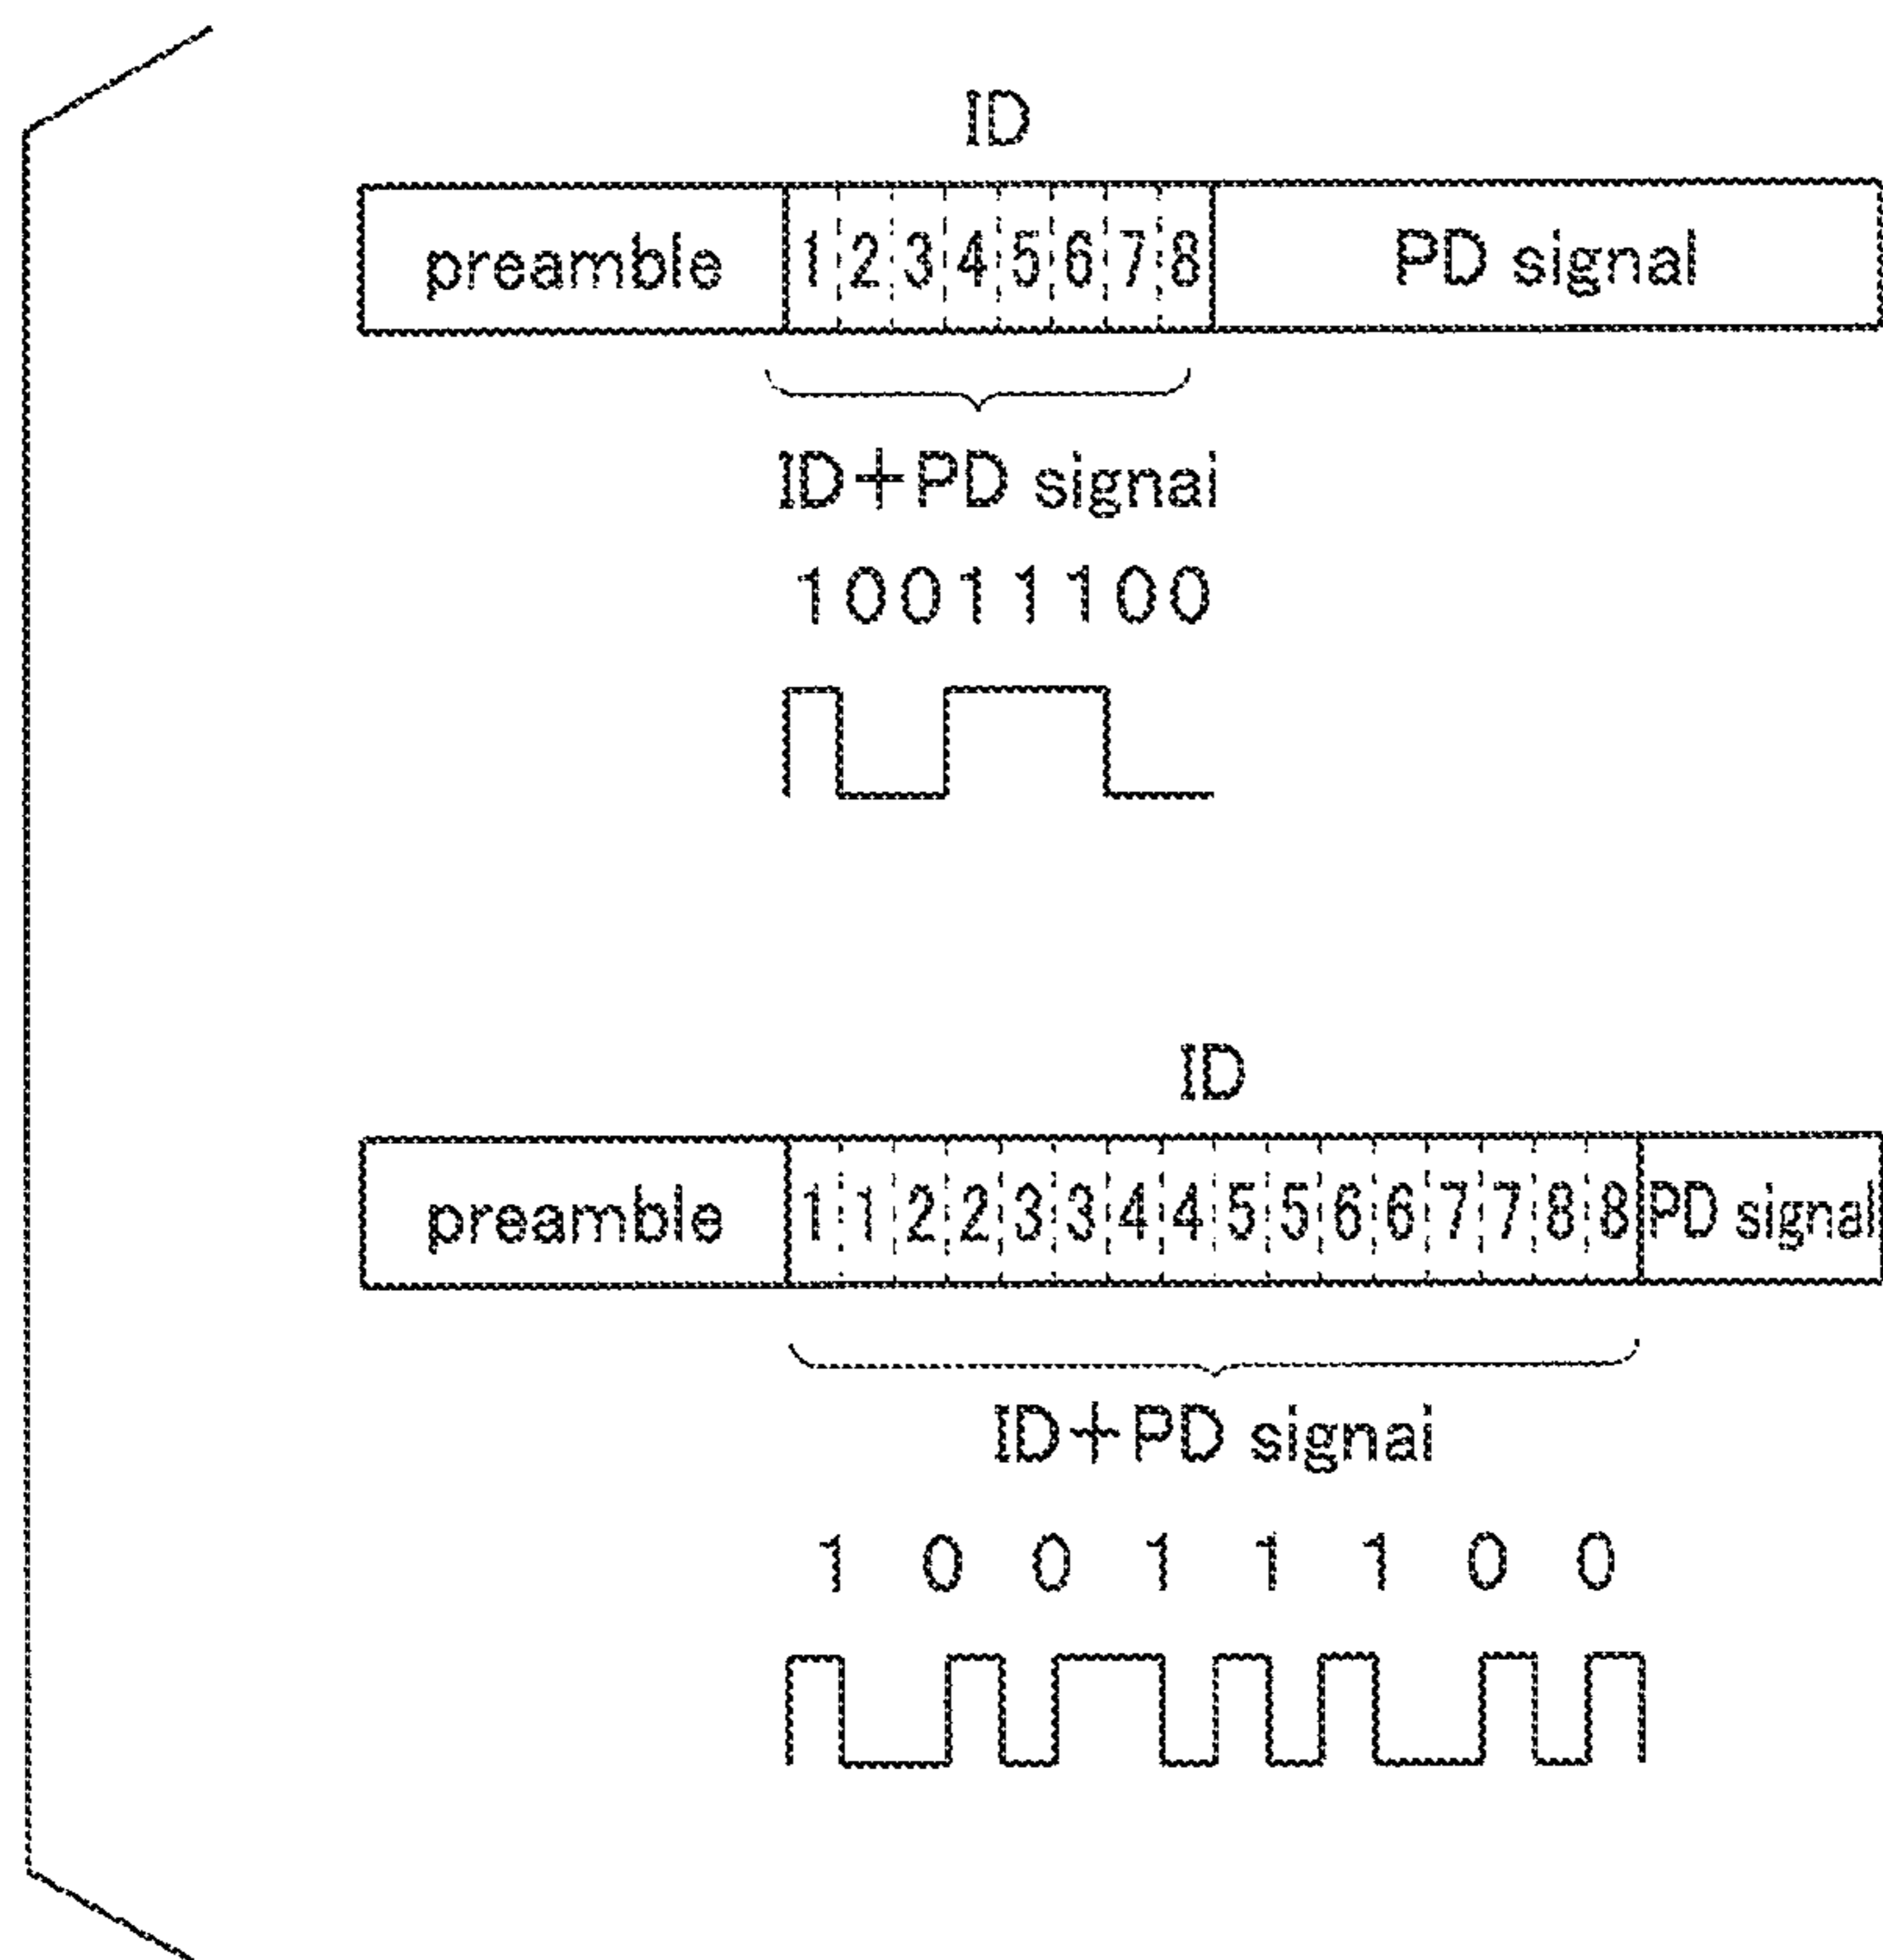 ID
preamble 1 2 3 4 5 6 7 8 PD signal
ID+PD signai
10011100
ID
preamble 1 1 2 2 3 3 4 4 5 5 6 6 7 7 8 8 PD signal
ID+PD signai
1 0 0 1 1 1 0 0